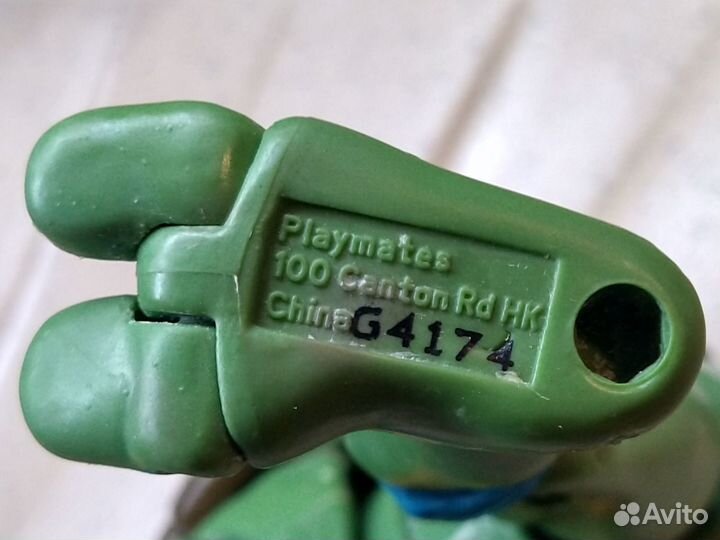 Playmates
100 Canton Rd HK
China G4174
Avito